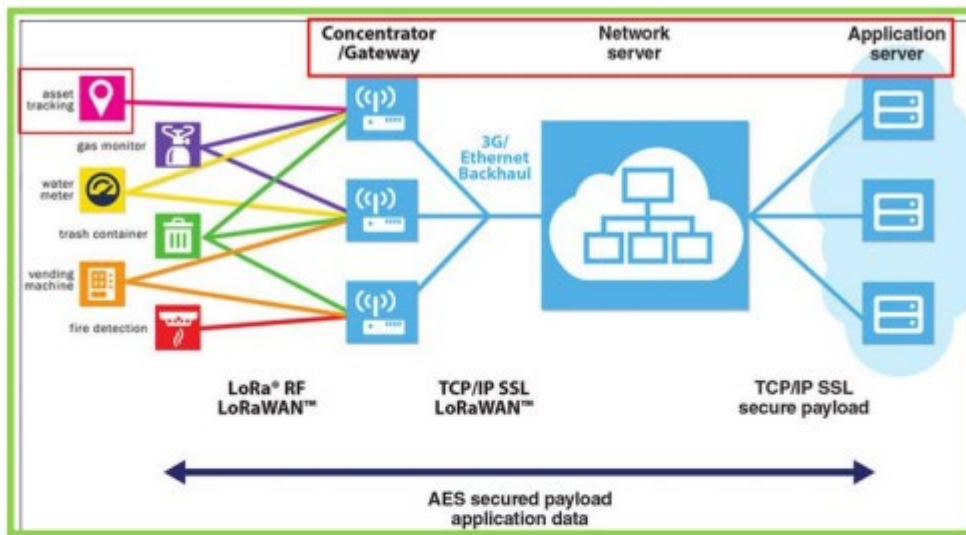 Concentrator
/Gateway
Network
server
Application
server
asset
tracking
gas monitor
water
meter
trash container
vending
machine
fire detection
3G/
Ethernet
Backhaul
LoRa® RF
LoRaWAN™
TCP/IP SSL
LoRaWAN™
TCP/IP SSL
secure payload
AES secured payload
application data